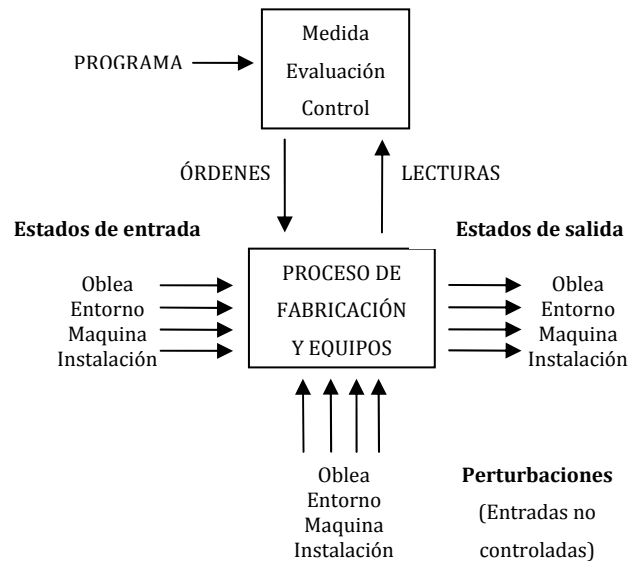 Medida
PROGRAMA
Evaluación
Control
ÓRDENES
LECTURAS
Estados de entrada
Estados de salida
PROCESO DE
FABRICACIÓN
Y EQUIPOS
Oblea
Entorno
Maquina
Instalación
Oblea
Entorno
Maquina
Instalación
Oblea
Entorno
Maquina
Instalación
Perturbaciones
(Entradas no
controladas)